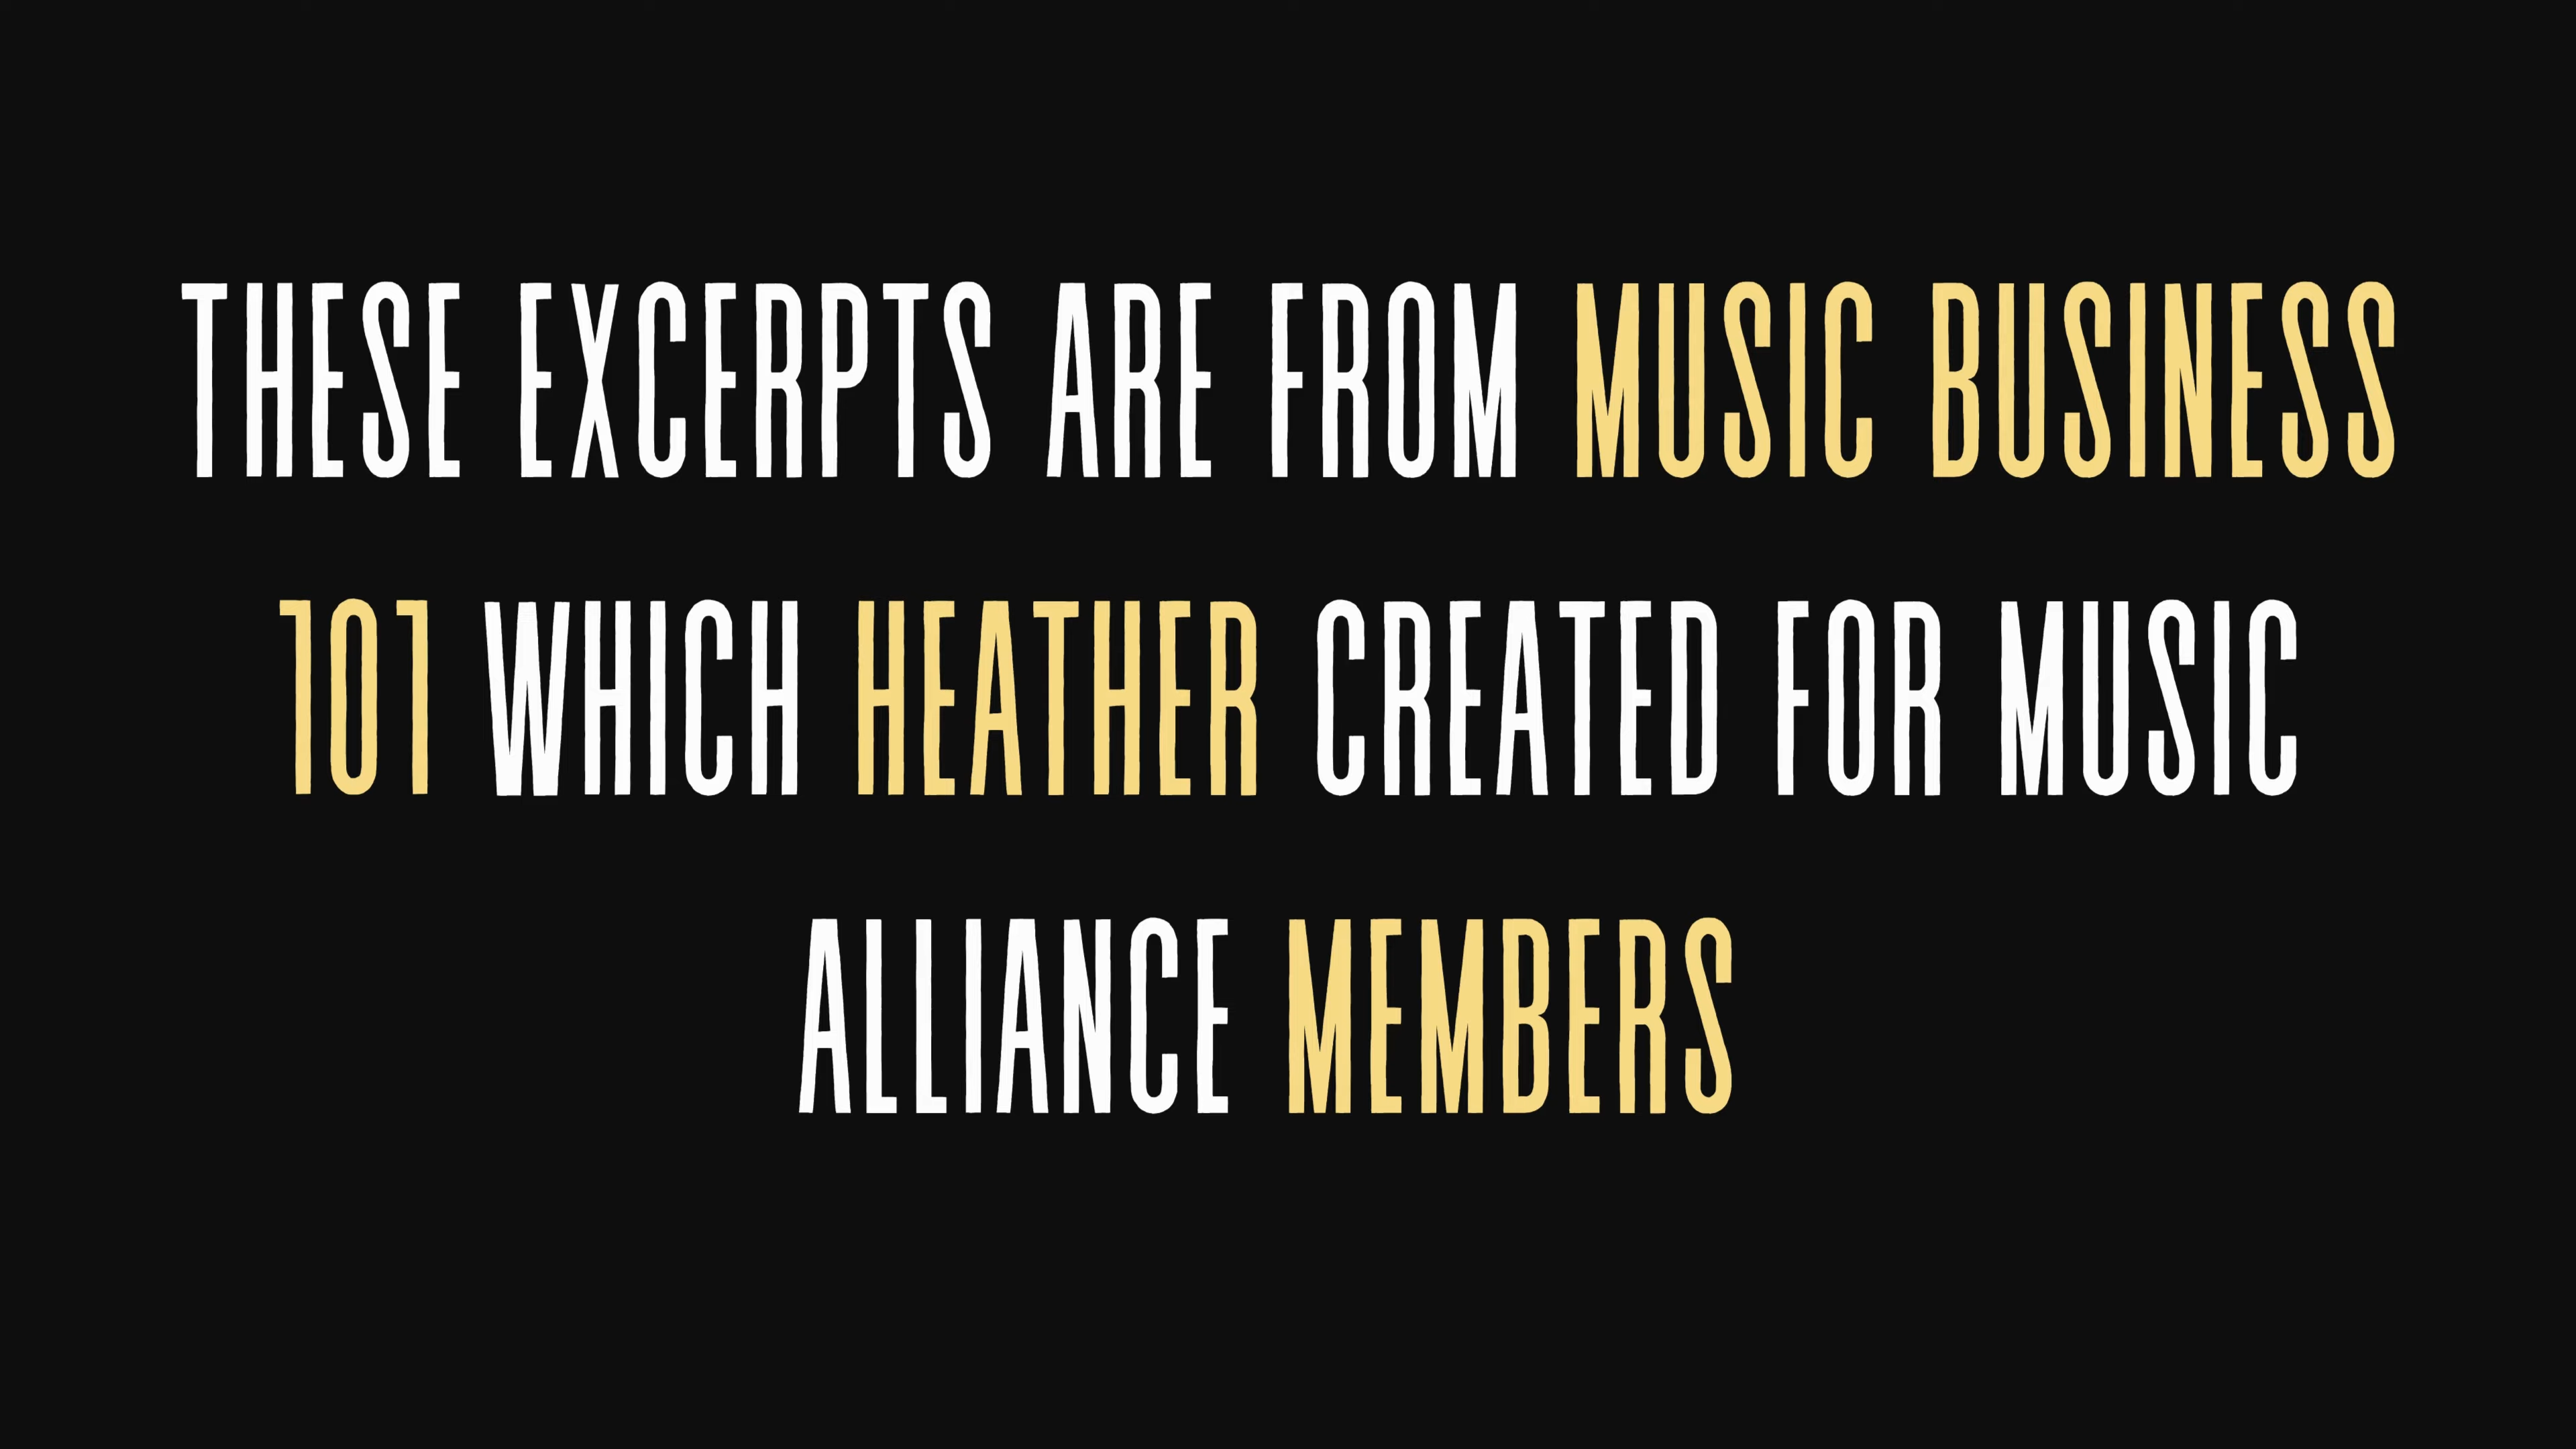 THESE EXCERPTS ARE FROM MUSIC BUSINESS
101 WHICH HEATHER CREATED FOR MUSIC
ALLIANCE MEMBERS